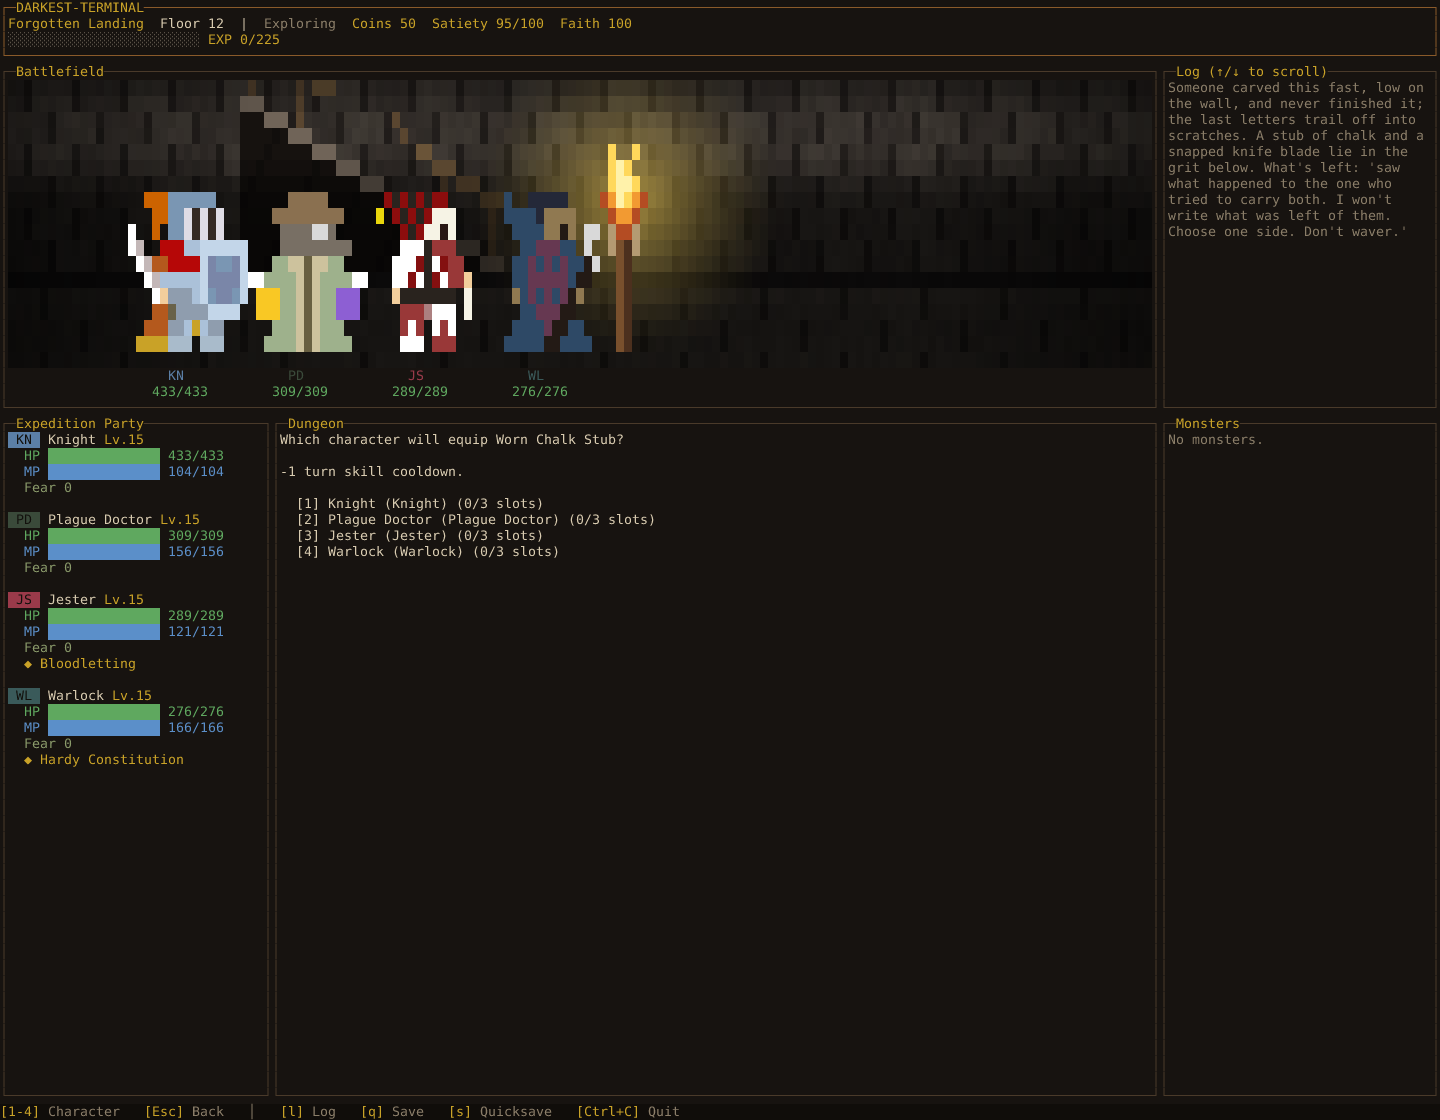 DARKEST-TERMINAL
Forgotten Landing  Floor 12  |  Exploring  Coins 50  Satiety 95/100  Faith 100
EXP 0/225
Battlefield
KN PD JS WL
433/433 309/309 289/289 276/276
Log (↑/↓ to scroll)
Someone carved this fast, low on
the wall, and never finished it;
the last letters trail off into
scratches. A stub of chalk and a
snapped knife blade lie in the
grit below. What's left: 'saw
what happened to the one who
tried to carry both. I won't
write what was left of them.
Choose one side. Don't waver.'
Expedition Party
KN Knight Lv.15
HP 433/433
MP 104/104
Fear 0
PD Plague Doctor Lv.15
HP 309/309
MP 156/156
Fear 0
JS Jester Lv.15
HP 289/289
MP 121/121
Fear 0
◆ Bloodletting
WL Warlock Lv.15
HP 276/276
MP 166/166
Fear 0
◆ Hardy Constitution
Dungeon
Which character will equip Worn Chalk Stub?
-1 turn skill cooldown.
[1] Knight (Knight) (0/3 slots)
[2] Plague Doctor (Plague Doctor) (0/3 slots)
[3] Jester (Jester) (0/3 slots)
[4] Warlock (Warlock) (0/3 slots)
Monsters
No monsters.
[1-4] Character  [Esc] Back  |  [l] Log  [q] Save  [s] Quicksave  [Ctrl+C] Quit